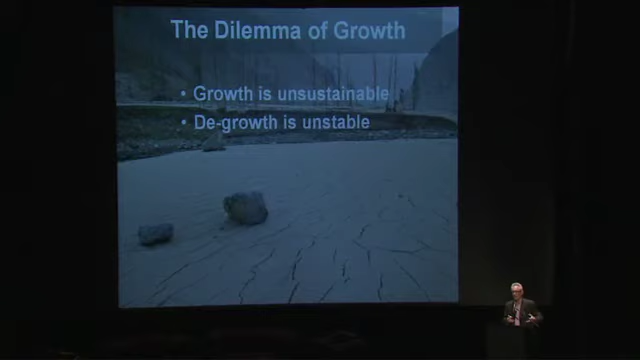 The Dilemma of Growth
• Growth is unsustainable
• De-growth is unstable